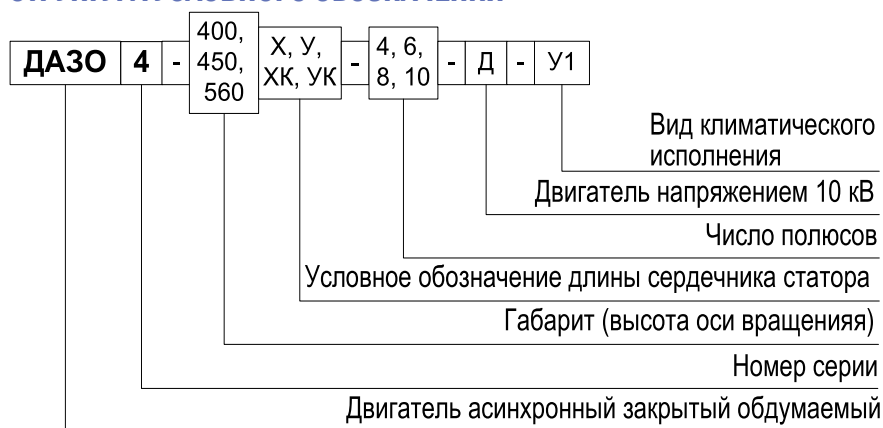 400,
450,
560
Х, У,
ХК, УК
4, 6,
8, 10
ДАЗО 4 - - - Д - У1
Вид климатического
исполнения
Двигатель напряжением 10 кВ
Число полюсов
Условное обозначение длины сердечника статора
Габарит (высота оси вращенияя)
Номер серии
Двигатель асинхронный закрытый обдумаемый